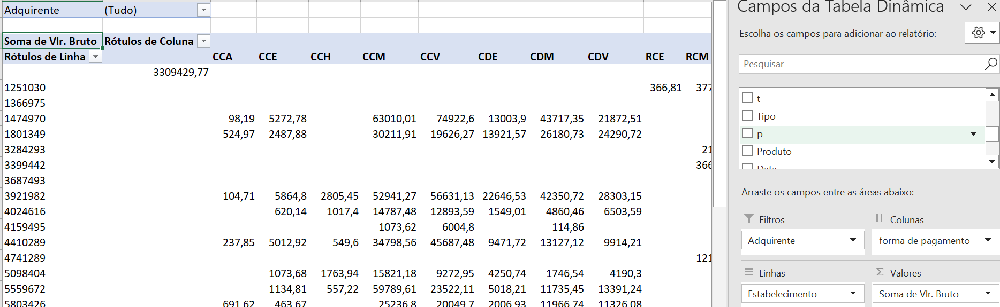 Adquirente (Tudo)
Soma de Vlr. Bruto Rótulos de Coluna
Rótulos de Linha CCA CCE CCH CCM CCV CDE CDM CDV RCE RCM
3309429,77
1251030 366,81 377
1366975
1474970 98,19 5272,78 63010,01 74922,6 13003,9 43717,35 21872,51
1801349 524,97 2487,88 30211,91 19626,27 13921,57 26180,73 24290,72
3284293 21
3399442 366
3687493
3921982 104,71 5864,8 2805,45 52941,27 56631,13 22646,53 42350,72 28303,15
4024616 620,14 1017,4 14787,48 12893,59 1549,01 4860,46 6503,59
4159495 1073,62 6004,8 114,86
4410289 237,85 5012,92 549,6 34798,56 45687,48 9471,72 13127,12 9914,21
4741289 121
5098404 1073,68 1763,94 15821,18 9272,95 4250,74 1746,54 4190,3
5559672 1134,81 557,22 59789,61 23522,11 5018,21 11735,45 13391,24
5803426 691,62 463,67 25236,8 20049,7 2006,93 11966,74 11326,08
Campos da Tabela Dinâmica
Escolha os campos para adicionar ao relatório:
Pesquisar
t
Tipo
p
Produto
Data
Arraste os campos entre as áreas abaixo:
Filtros Colunas
Adquirente forma de pagamento
Linhas Σ Valores
Estabelecimento Soma de Vlr. Bruto